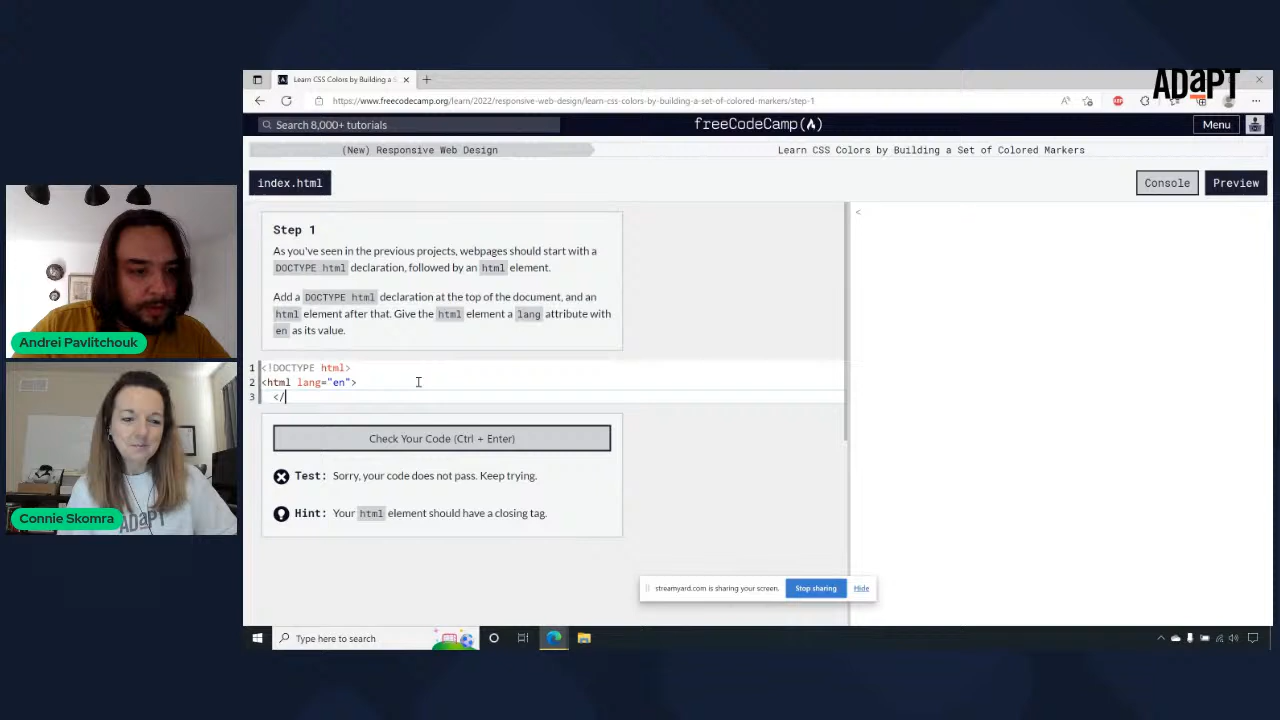 ADaPT
Learn CSS Colors by Building a S
https://www.freecodecamp.org/learn/2022/responsive-web-design/learn-css-colors-by-building-a-set-of-colored-markers/step-1
Search 8,000+ tutorials
freeCodeCamp
Menu
(New) Responsive Web Design
Learn CSS Colors by Building a Set of Colored Markers
index.html
Console
Preview
Step 1
As you've seen in the previous projects, webpages should start with a
DOCTYPE html declaration, followed by an html element.
Add a DOCTYPE html declaration at the top of the document, and an
html element after that. Give the html element a lang attribute with
en as its value.
1 <!DOCTYPE html>
2 <html lang="en">
3 </
<
Check Your Code (Ctrl + Enter)
Test: Sorry, your code does not pass. Keep trying.
Hint: Your html element should have a closing tag.
Andrei Pavlitchouk
ADAPT
Connie Skomra
streamyard.com is sharing your screen.
Stop sharing
Hide
Type here to search